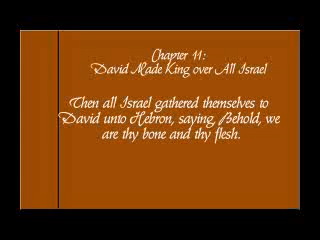 Chapter 11:
David Made King over All Israel
Then all Israel gathered themselves to
David unto Hebron, saying, Behold, we
are thy bone and thy flesh.